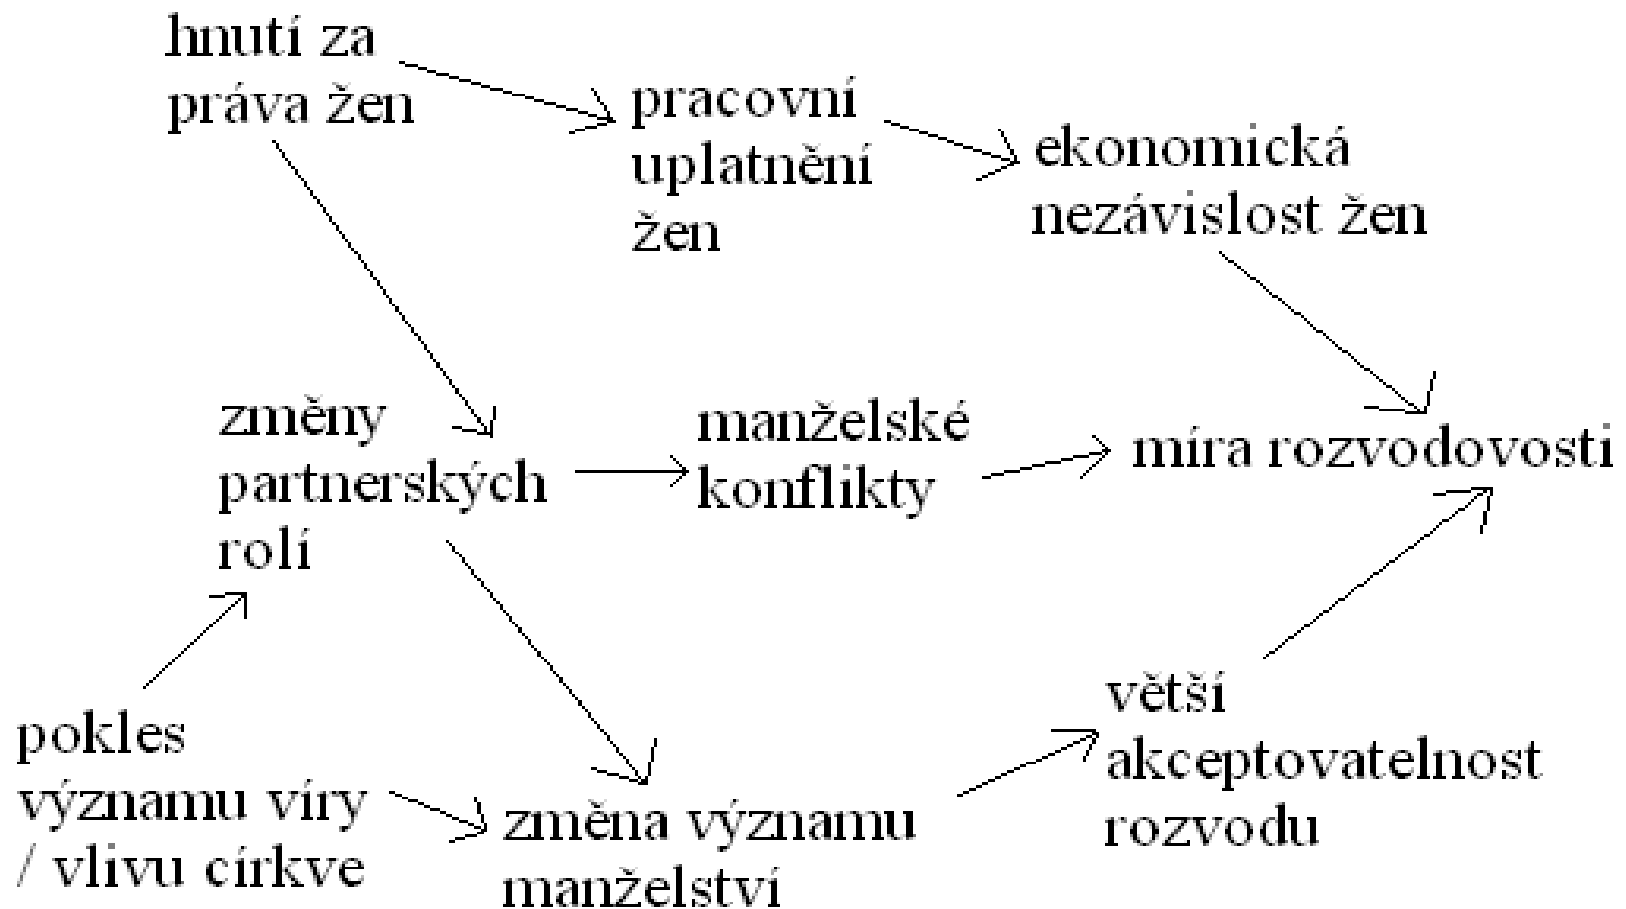 hnutí za
práva žen
pracovní
uplatnění
žen
ekonomická
nezávislost žen
změny
partnerských
rolí
manželské
konflikty
míra rozvodovosti
pokles
významu víry
/ vlivu církve
změna významu
manželství
větší
akceptovatelnost
rozvodu